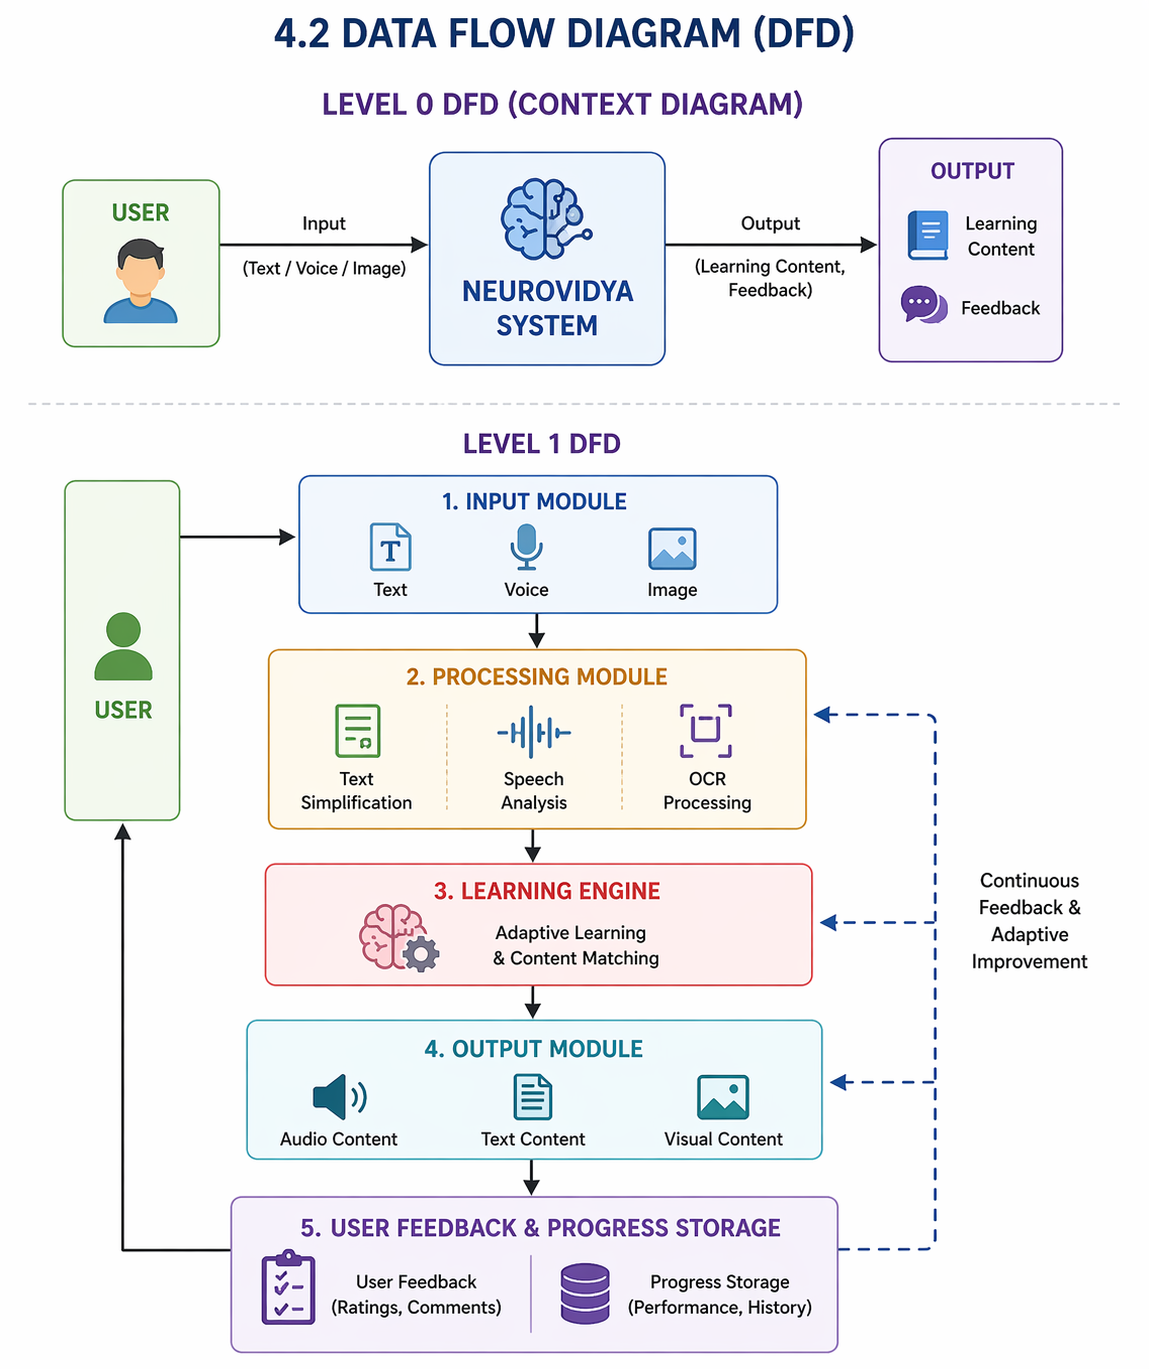 4.2 DATA FLOW DIAGRAM (DFD)
LEVEL 0 DFD (CONTEXT DIAGRAM)
USER
Input
(Text / Voice / Image)
NEUROVIDYA
SYSTEM
Output
(Learning Content,
Feedback)
OUTPUT
Learning
Content
Feedback
LEVEL 1 DFD
USER
1. INPUT MODULE
T
Text
Voice
Image
2. PROCESSING MODULE
Text
Simplification
Speech
Analysis
OCR
Processing
3. LEARNING ENGINE
Adaptive Learning
& Content Matching
Continuous
Feedback &
Adaptive
Improvement
4. OUTPUT MODULE
Audio Content
Text Content
Visual Content
5. USER FEEDBACK & PROGRESS STORAGE
User Feedback
(Ratings, Comments)
Progress Storage
(Performance, History)